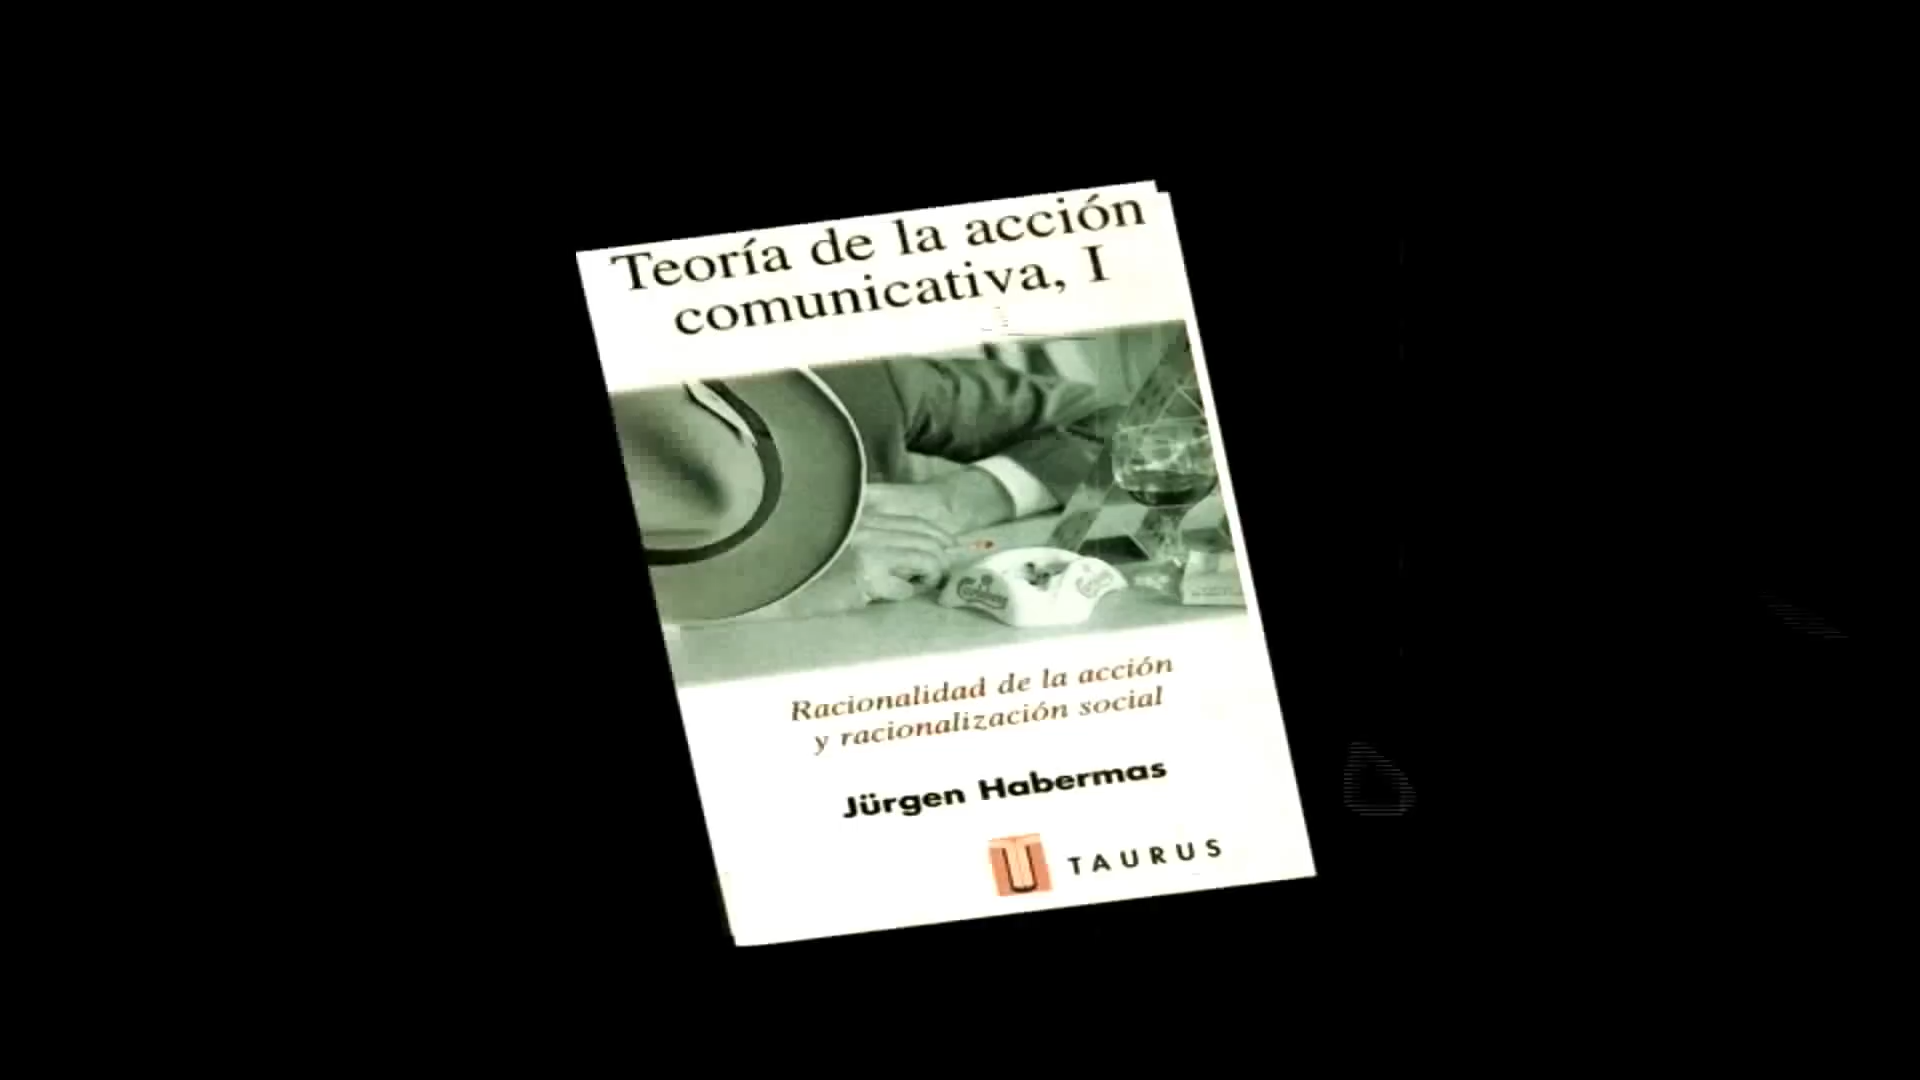 Teoría de la acción
comunicativa, I
Racionalidad de la acción
y racionalización social
Jürgen Habermas
TAURUS